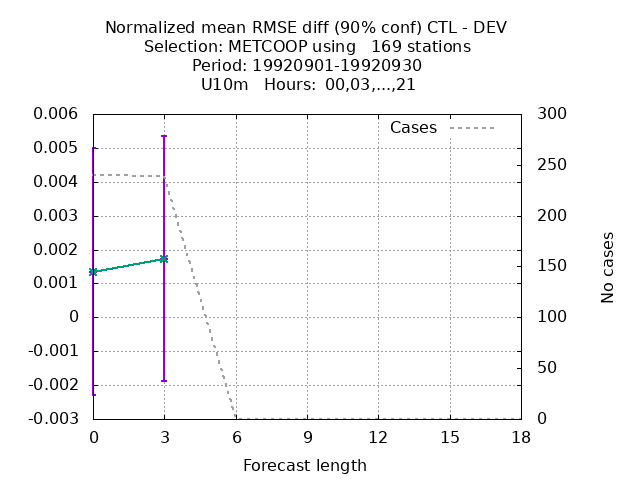 Normalized mean RMSE diff (90% conf) CTL - DEV
Selection: METCOOP using   169 stations
Period: 19920901-19920930
U10m   Hours:  00,03,...,21
Cases
0.006
0.005
0.004
0.003
0.002
0.001
0
-0.001
-0.002
-0.003
300
250
200
150
100
50
0
No cases
0 3 6 9 12 15 18
Forecast length